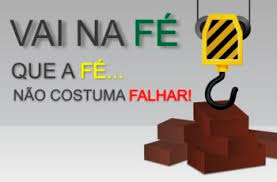 VAI NA FÉ
QUE A FÉ...
NÃO COSTUMA FALHAR!